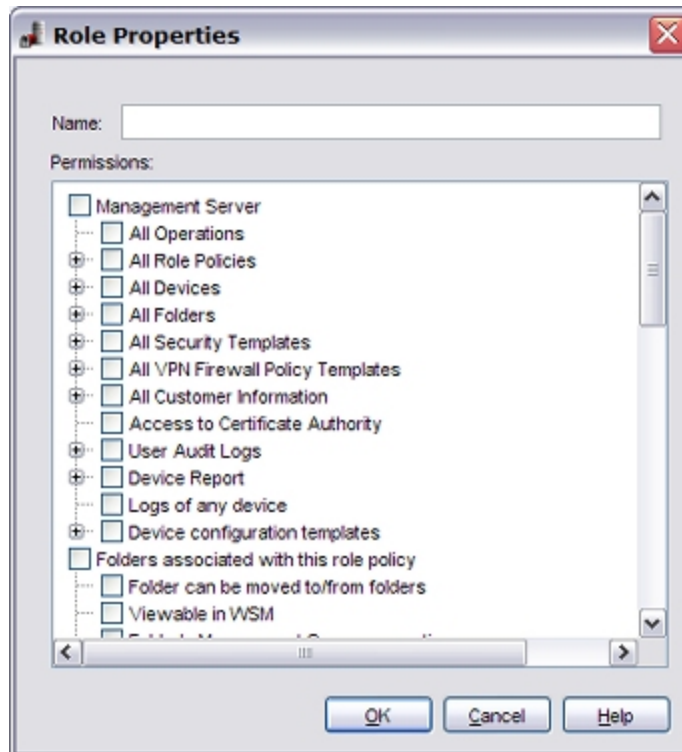 Role Properties
Name:
Permissions:
Management Server
All Operations
All Role Policies
All Devices
All Folders
All Security Templates
All VPN Firewall Policy Templates
All Customer Information
Access to Certificate Authority
User Audit Logs
Device Report
Logs of any device
Device configuration templates
Folders associated with this role policy
Folder can be moved to/from folders
Viewable in WSM
OK Cancel Help